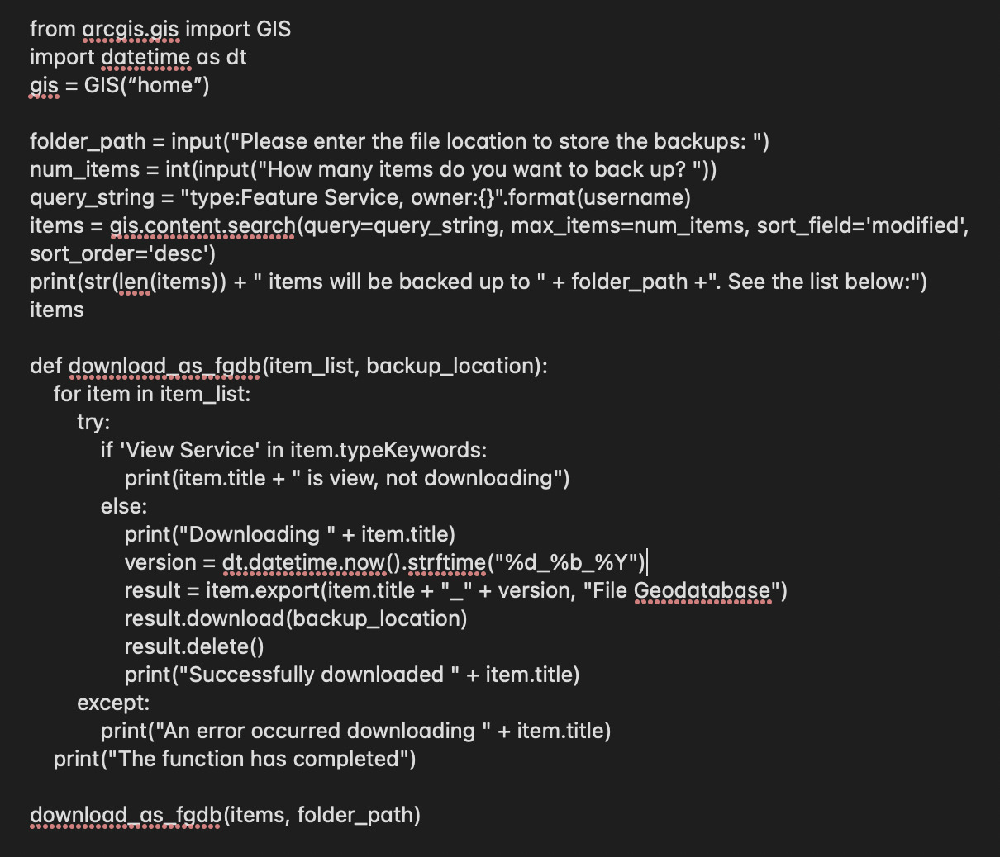 from arcgis.gis import GIS
import datetime as dt
gis = GIS(“home”)
folder_path = input("Please enter the file location to store the backups: ")
num_items = int(input("How many items do you want to back up? "))
query_string = "type:Feature Service, owner:{}".format(username)
items = gis.content.search(query=query_string, max_items=num_items, sort_field='modified',
sort_order='desc')
print(str(len(items)) + " items will be backed up to " + folder_path +". See the list below:")
items
def download_as_fgdb(item_list, backup_location):
    for item in item_list:
        try:
            if 'View Service' in item.typeKeywords:
                print(item.title + " is view, not downloading")
            else:
                print("Downloading " + item.title)
                version = dt.datetime.now().strftime("%d_%b_%Y")
                result = item.export(item.title + "_" + version, "File Geodatabase")
                result.download(backup_location)
                result.delete()
                print("Successfully downloaded " + item.title)
        except:
            print("An error occurred downloading " + item.title)
    print("The function has completed")
download_as_fgdb(items, folder_path)